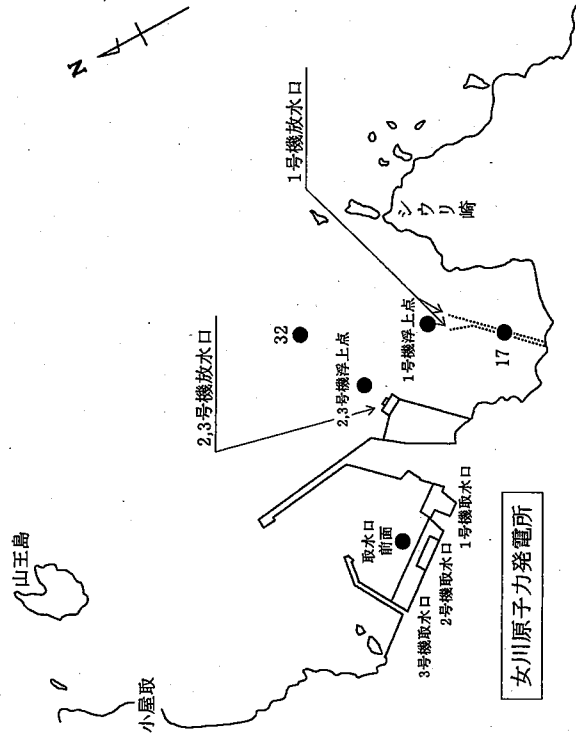 N
山王島
小屋取
2,3号機放水口
1号機放水口
32
2,3号機浮上点
1号機浮上点
17
シウリ
崎
取水口
前面
1号機取水口
2号機取水口
3号機取水口
女川原子力発電所